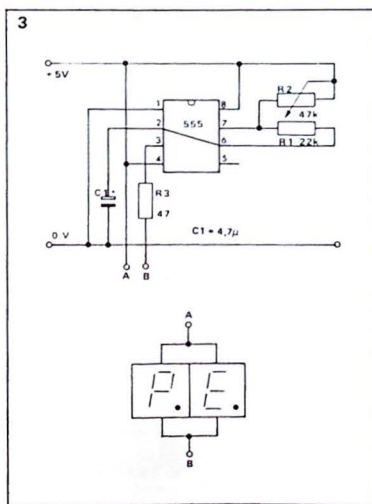 3
+ 5V
1
8
R2
2
555
7
47k
3
6
R1 22k
4
5
C1
+
R3
47
0 V
C1 = 4,7µ
A
B
A
P. E.
B